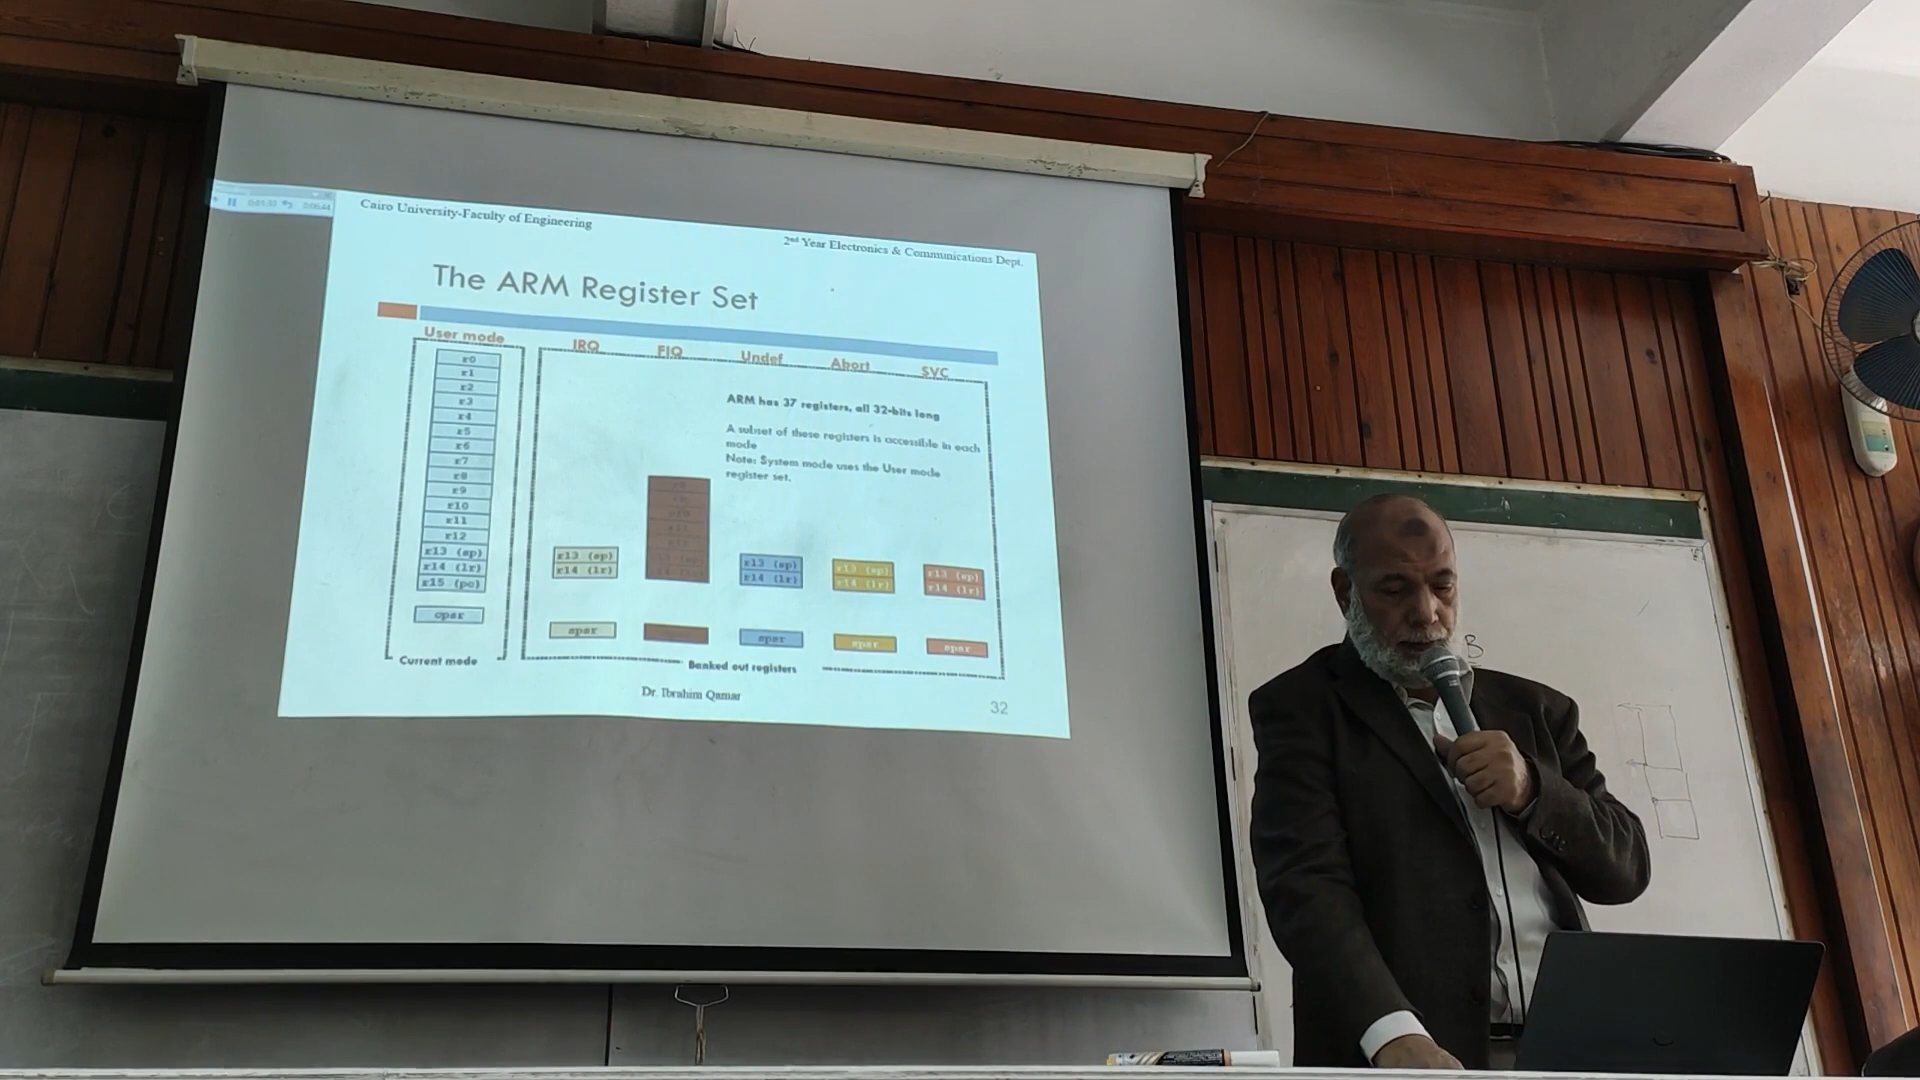 0:06:44
Cairo University-Faculty of Engineering
2nd Year Electronics & Communications Dept.
The ARM Register Set
User mode
IRQ
FIQ
Undef
Abort
SVC
r0
r1
r2
r3
r4
r5
r6
r7
r8
r9
r10
r11
r12
r13 (sp)
r14 (lr)
r15 (pc)
cpsr
Current mode
ARM has 37 registers, all 32-bits long
A subset of these registers is accessible in each
mode
Note: System mode uses the User mode
register set.
r13 (sp)
r14 (lr)
spsr
r13 (sp)
r14 (lr)
spsr
r13 (sp)
r14 (lr)
spsr
r13 (sp)
r14 (lr)
spsr
Banked out registers
Dr. Ibrahim Qamar
32
B